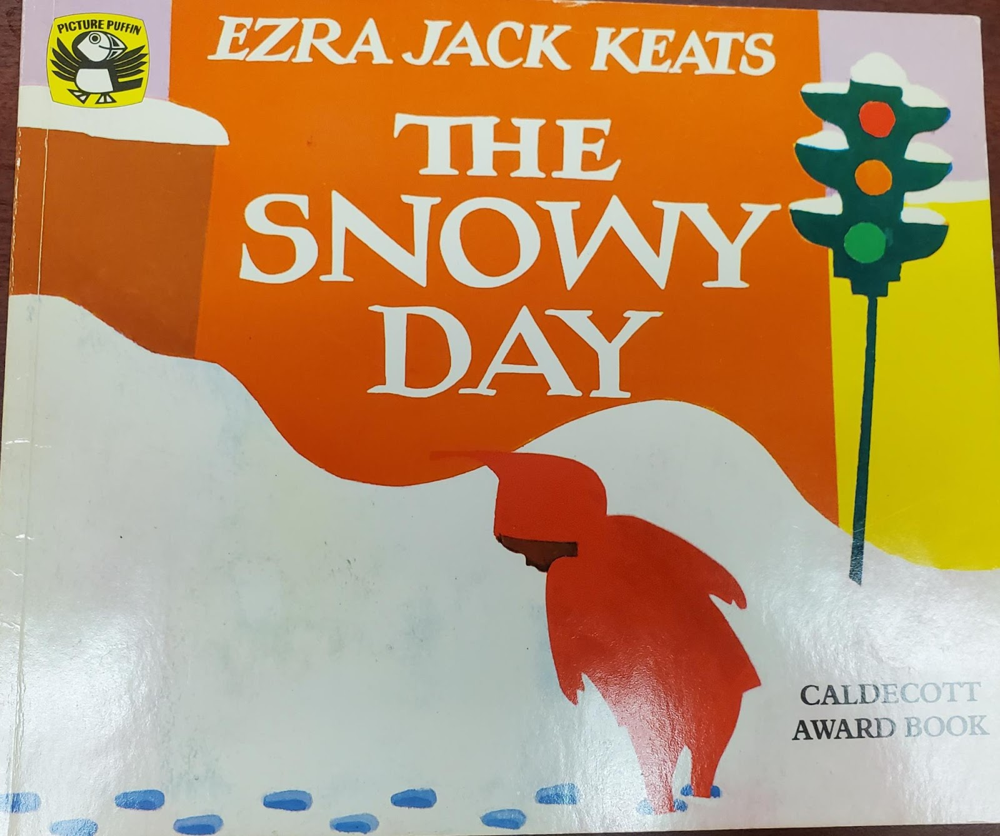 PICTURE PUFFIN
EZRA JACK KEATS
THE
SNOWY
DAY
CALDECOTT
AWARD BOOK